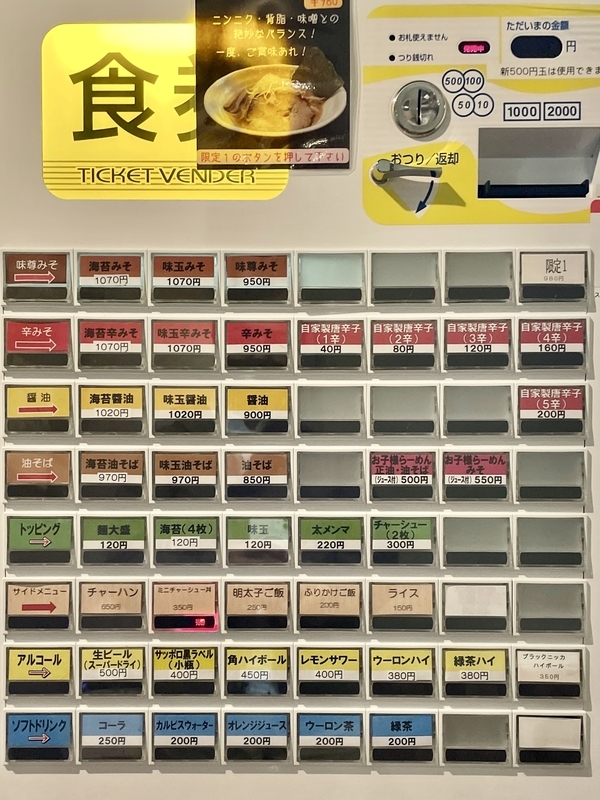 ニンニク・背脂・味噌との
絶妙なバランス！
一度、ご賞味あれ！
限定1のボタンを押して下さい
食
TICKET VENDER
お札使えません
つり銭切れ
発売中
ただいまの金額
円
新500円玉は使用できま
500 100
50 10
1000 2000
おつり／返却
味尊みそ
海苔みそ 1070円
味玉みそ 1070円
味尊みそ 950円
限定1 980円
辛みそ
海苔辛みそ 1070円
味玉辛みそ 1070円
辛みそ 950円
自家製唐辛子（1辛） 40円
自家製唐辛子（2辛） 80円
自家製唐辛子（3辛） 120円
自家製唐辛子（4辛） 160円
醤油
海苔醤油 1020円
味玉醤油 1020円
醤油 900円
自家製唐辛子（5辛） 200円
油そば
海苔油そば 970円
味玉油そば 970円
油そば 850円
お子様らーめん 正油・油そば (ジュース付) 500円
お子様らーめん みそ (ジュース付) 550円
トッピング
麺大盛 120円
海苔(4枚) 120円
味玉 120円
太メンマ 220円
チャーシュー（2枚） 300円
サイドメニュー
チャーハン 650円
ミニチャーシュー丼 350円
明太子ご飯 250円
ふりかけご飯 200円
ライス 150円
アルコール
生ビール（スーパードライ） 500円
サッポロ黒ラベル（小瓶） 400円
角ハイボール 450円
レモンサワー 400円
ウーロンハイ 380円
緑茶ハイ 380円
ブラックニッカ ハイボール 350円
ソフトドリンク
コーラ 250円
カルピスウォーター 200円
オレンジジュース 200円
ウーロン茶 200円
緑茶 200円